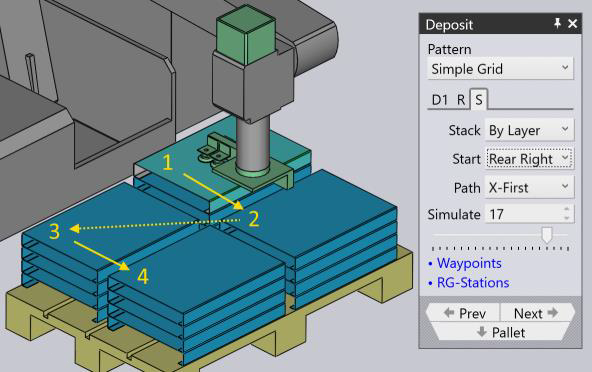 1
2
3
4
Deposit
Pattern
Simple Grid
D1 R S
Stack By Layer
Start Rear Right
Path X-First
Simulate 17
• Waypoints
• RG-Stations
Prev Next
Pallet